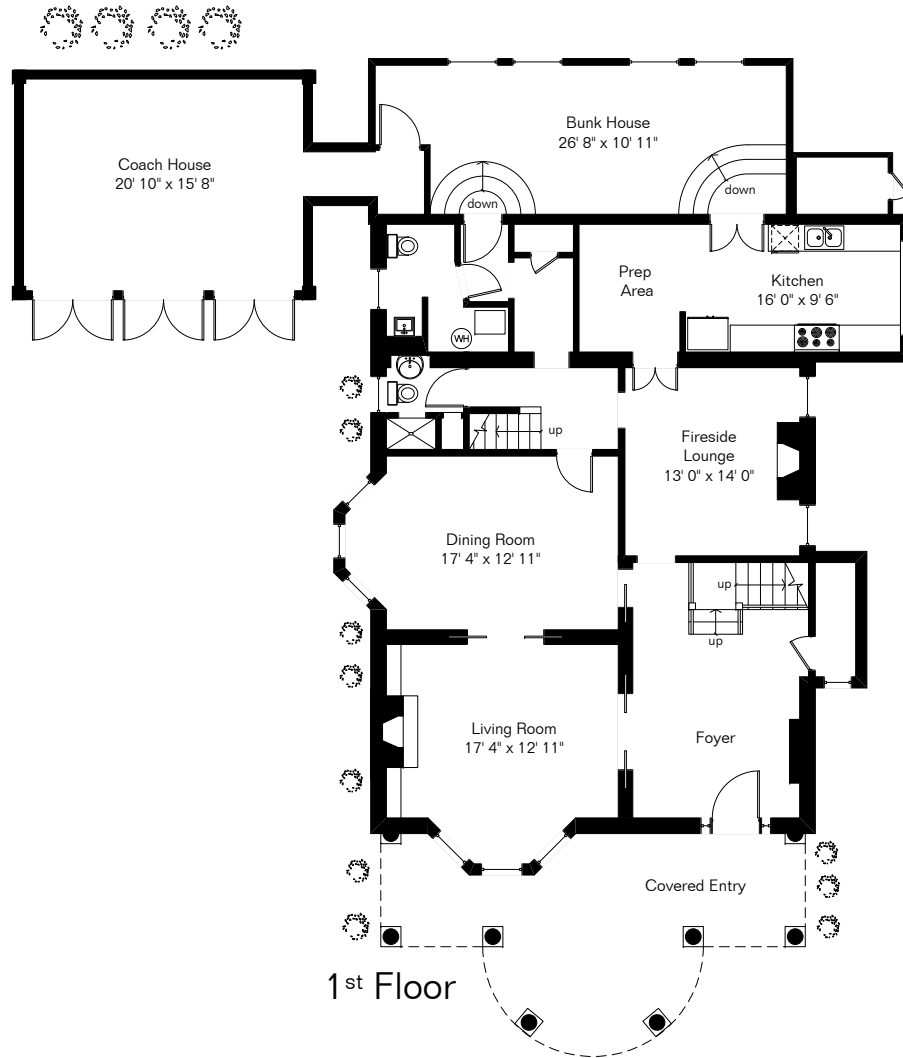 Bunk House
26' 8" x 10' 11"
Coach House
20' 10" x 15' 8"
down
down
Prep
Area
Kitchen
16' 0" x 9' 6"
WH
up
Fireside
Lounge
13' 0" x 14' 0"
Dining Room
17' 4" x 12' 11"
up
up
Living Room
17' 4" x 12' 11"
Foyer
Covered Entry
1st Floor